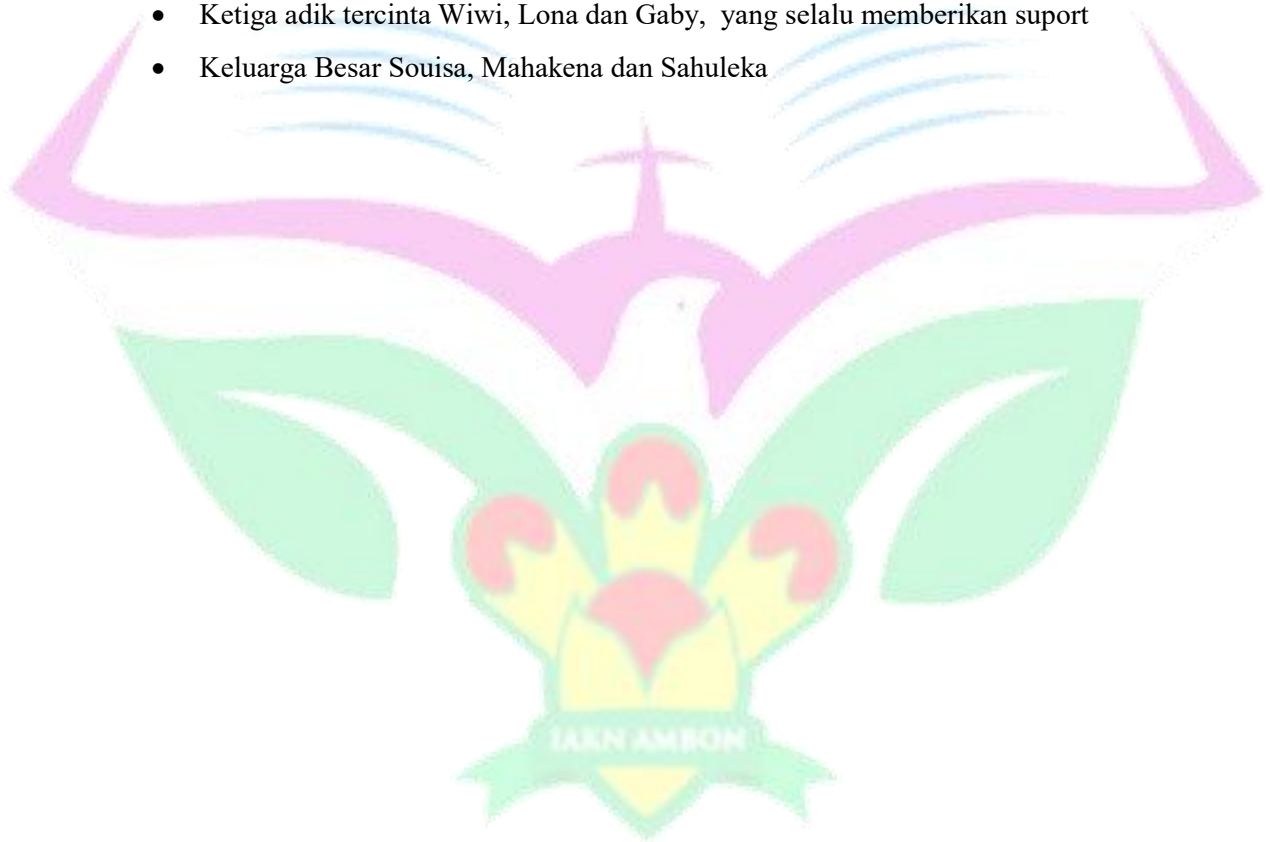 • Ketiga adik tercinta Wiwi, Lona dan Gaby,  yang selalu memberikan suport
• Keluarga Besar Souisa, Mahakena dan Sahuleka
IAKN AMBON